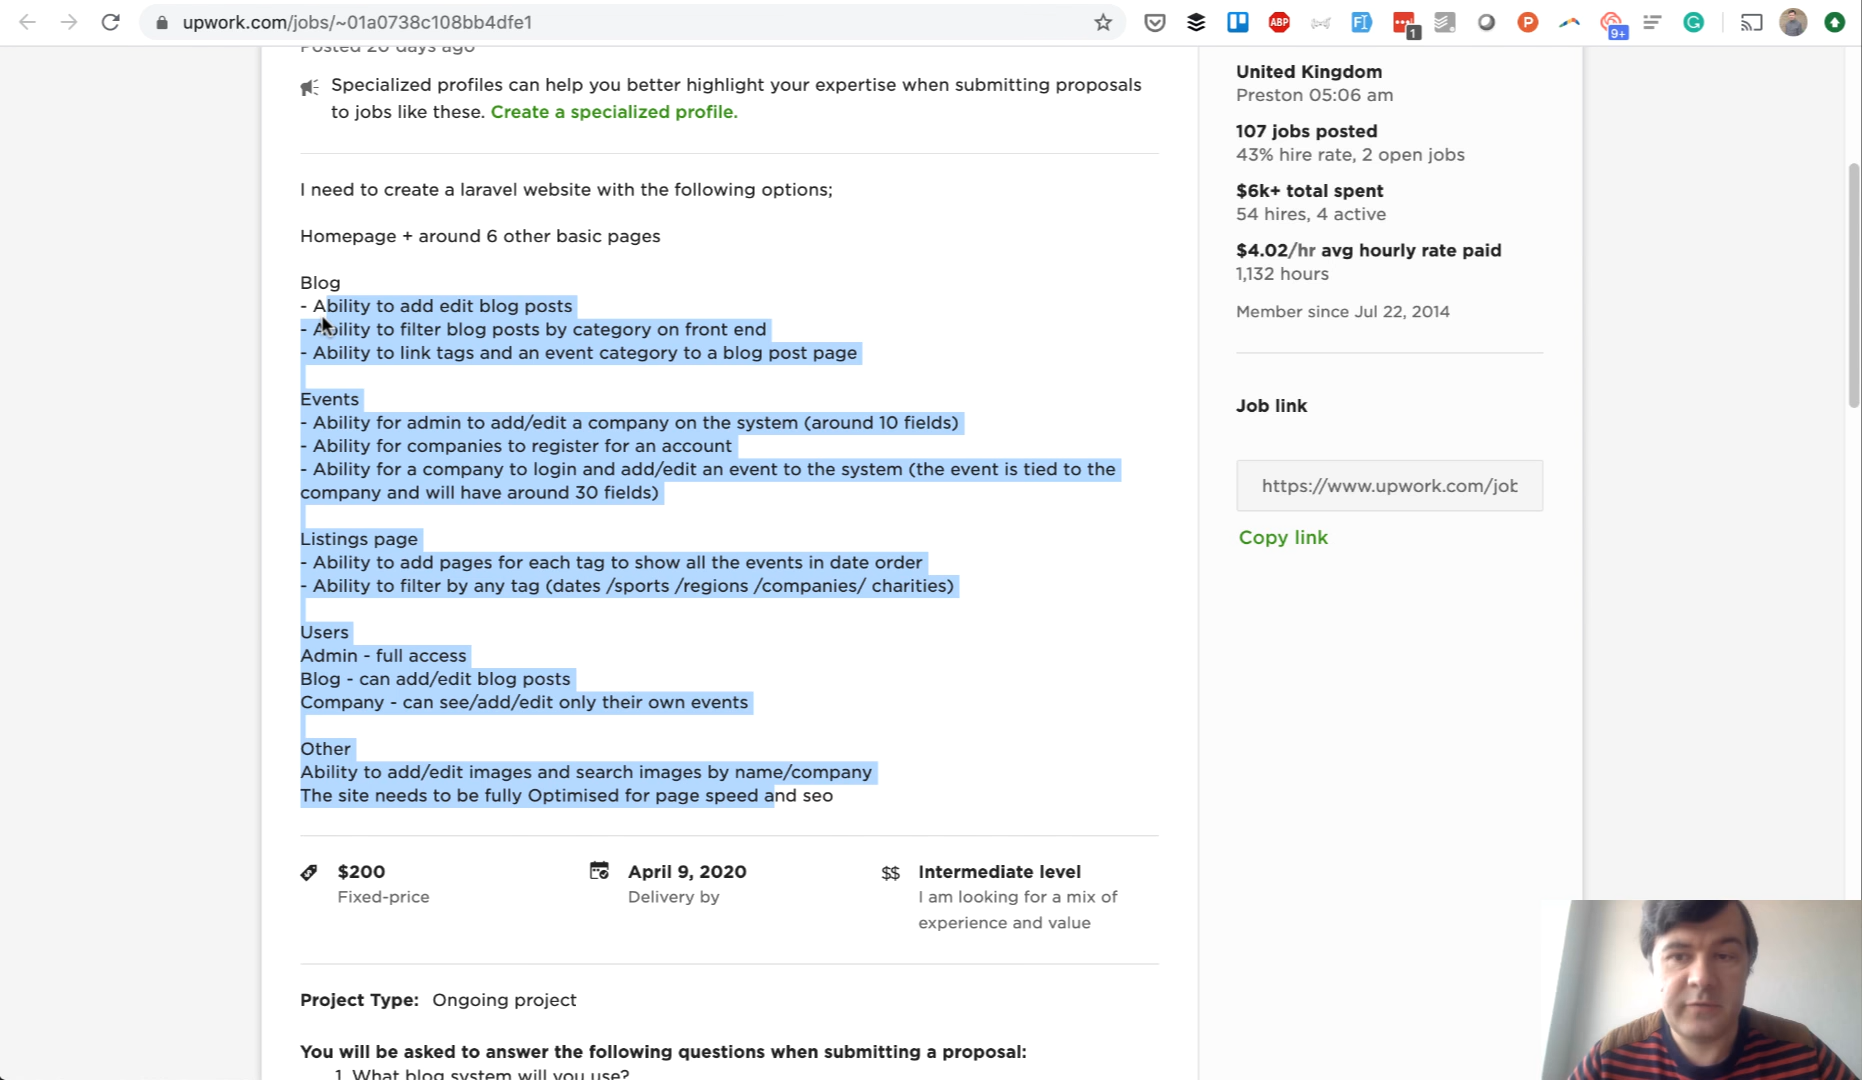 upwork.com/jobs/~01a0738c108bb4dfe1
ABP
1
P
9+
G
Posted 20 days ago
Specialized profiles can help you better highlight your expertise when submitting proposals
to jobs like these. Create a specialized profile.
I need to create a laravel website with the following options;
Homepage + around 6 other basic pages
Blog
- Ability to add edit blog posts
- Ability to filter blog posts by category on front end
- Ability to link tags and an event category to a blog post page
Events
- Ability for admin to add/edit a company on the system (around 10 fields)
- Ability for companies to register for an account
- Ability for a company to login and add/edit an event to the system (the event is tied to the
company and will have around 30 fields)
Listings page
- Ability to add pages for each tag to show all the events in date order
- Ability to filter by any tag (dates /sports /regions /companies/ charities)
Users
Admin - full access
Blog - can add/edit blog posts
Company - can see/add/edit only their own events
Other
Ability to add/edit images and search images by name/company
The site needs to be fully Optimised for page speed and seo
$200
Fixed-price
April 9, 2020
Delivery by
$$ Intermediate level
I am looking for a mix of
experience and value
Project Type: Ongoing project
You will be asked to answer the following questions when submitting a proposal:
1. What blog system will you use?
United Kingdom
Preston 05:06 am
107 jobs posted
43% hire rate, 2 open jobs
$6k+ total spent
54 hires, 4 active
$4.02/hr avg hourly rate paid
1,132 hours
Member since Jul 22, 2014
Job link
https://www.upwork.com/job
Copy link